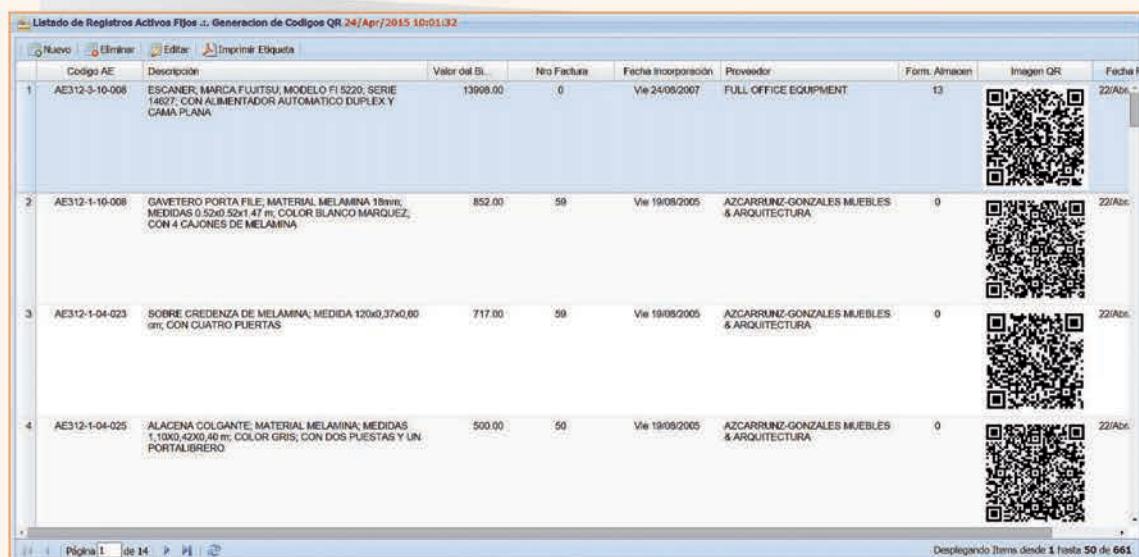 Listado de Registros Activos Fijos .:. Generacion de Codigos QR 24/Apr/2015 10:01:32
Nuevo Eliminar Editar Imprimir Etiqueta
Codigo AE Descripción Valor del Bi... Nro Factura Fecha Incorporación Proveedor Form. Almacen Imagen QR Fecha
1 AE312-3-10-008 ESCANER; MARCA FUJITSU; MODELO FI 5220; SERIE 13998.00 0 Vie 24/08/2007 FULL OFFICE EQUIPMENT 13 22/Abr.
14627; CON ALIMENTADOR AUTOMATICO DUPLEX Y
CAMA PLANA
2 AE312-1-10-008 GAVETERO PORTA FILE; MATERIAL MELAMINA 18mm; 852.00 59 Vie 19/08/2005 AZCARRUNZ-GONZALES MUEBLES 0 22/Abr.
MEDIDAS 0.52x0.52x1.47 m; COLOR BLANCO MARQUEZ; & ARQUITECTURA
CON 4 CAJONES DE MELAMINA
3 AE312-1-04-023 SOBRE CREDENZA DE MELAMINA; MEDIDA 120x0,37x0,60 717.00 59 Vie 19/08/2005 AZCARRUNZ-GONZALES MUEBLES 0 22/Abr.
cm; CON CUATRO PUERTAS & ARQUITECTURA
4 AE312-1-04-025 ALACENA COLGANTE; MATERIAL MELAMINA; MEDIDAS 500.00 50 Vie 19/08/2005 AZCARRUNZ-GONZALES MUEBLES 0 22/Abr.
1,10X0,42X0,40 m; COLOR GRIS; CON DOS PUESTAS Y UN & ARQUITECTURA
PORTALIBRERO
Página 1 de 14 Desplegando Items desde 1 hasta 50 de 661